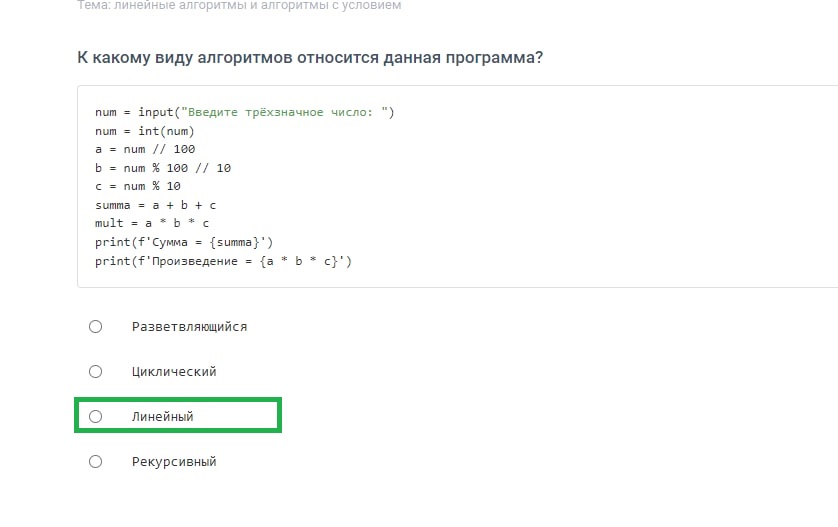 Тема: линейные алгоритмы и алгоритмы с условием
К какому виду алгоритмов относится данная программа?
num = input("Введите трёхзначное число: ")
num = int(num)
a = num // 100
b = num % 100 // 10
c = num % 10
summa = a + b + c
mult = a * b * c
print(f'Сумма = {summa}')
print(f'Произведение = {a * b * c}')
Разветвляющийся
Циклический
Линейный
Рекурсивный